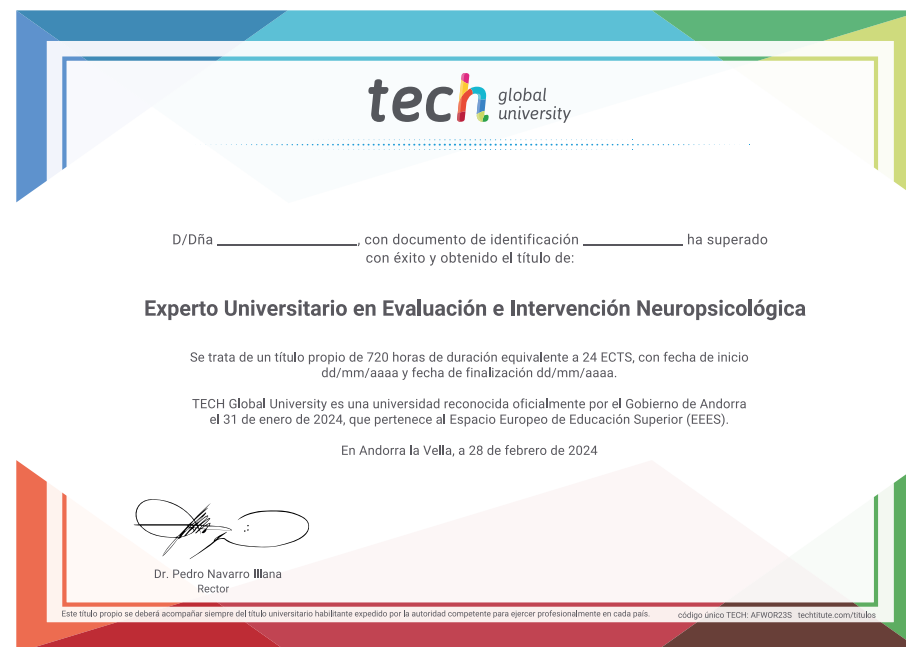 tech global university
D/Dña ____________________, con documento de identificación ______________ ha superado
con éxito y obtenido el título de:
Experto Universitario en Evaluación e Intervención Neuropsicológica
Se trata de un título propio de 720 horas de duración equivalente a 24 ECTS, con fecha de inicio
dd/mm/aaaa y fecha de finalización dd/mm/aaaa.
TECH Global University es una universidad reconocida oficialmente por el Gobierno de Andorra
el 31 de enero de 2024, que pertenece al Espacio Europeo de Educación Superior (EEES).
En Andorra la Vella, a 28 de febrero de 2024
Dr. Pedro Navarro Illana
Rector
Este título propio se deberá acompañar siempre del título universitario habilitante expedido por la autoridad competente para ejercer profesionalmente en cada país.
código único TECH: AFWOR23S techtitute.com/titulos